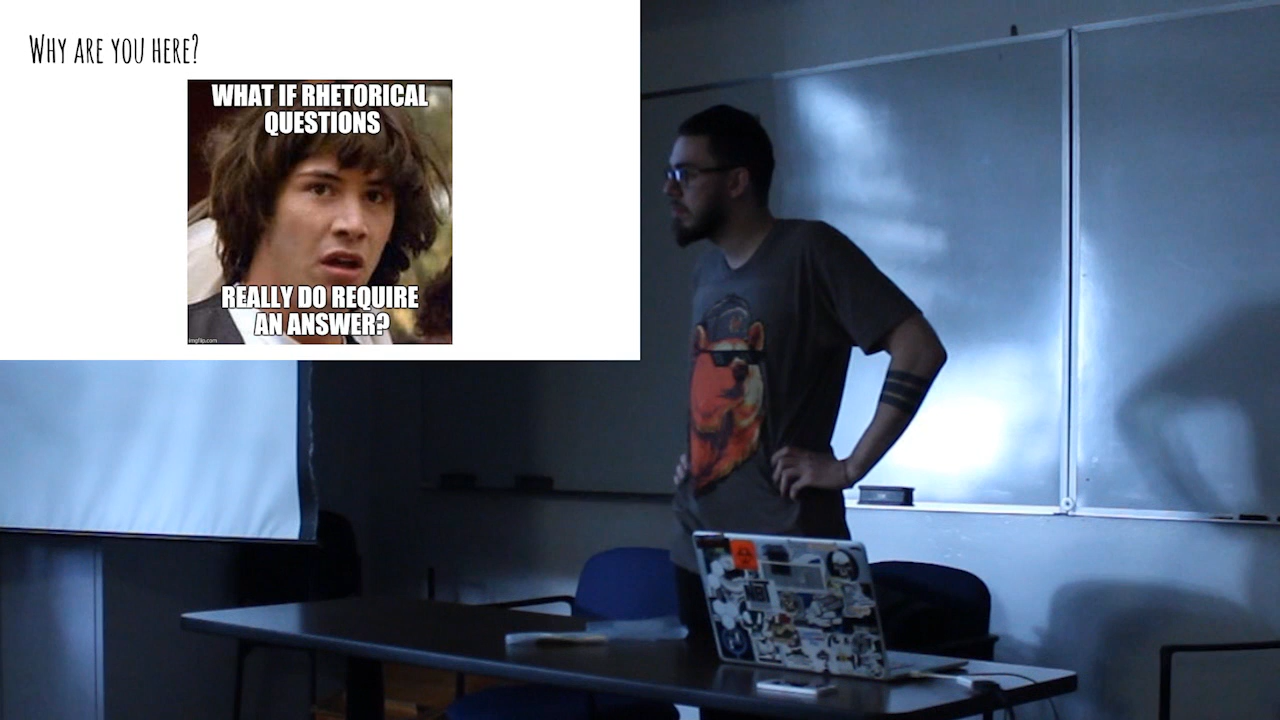 WHY ARE YOU HERE?
WHAT IF RHETORICAL
QUESTIONS
REALLY DO REQUIRE
AN ANSWER?
imgflip.com